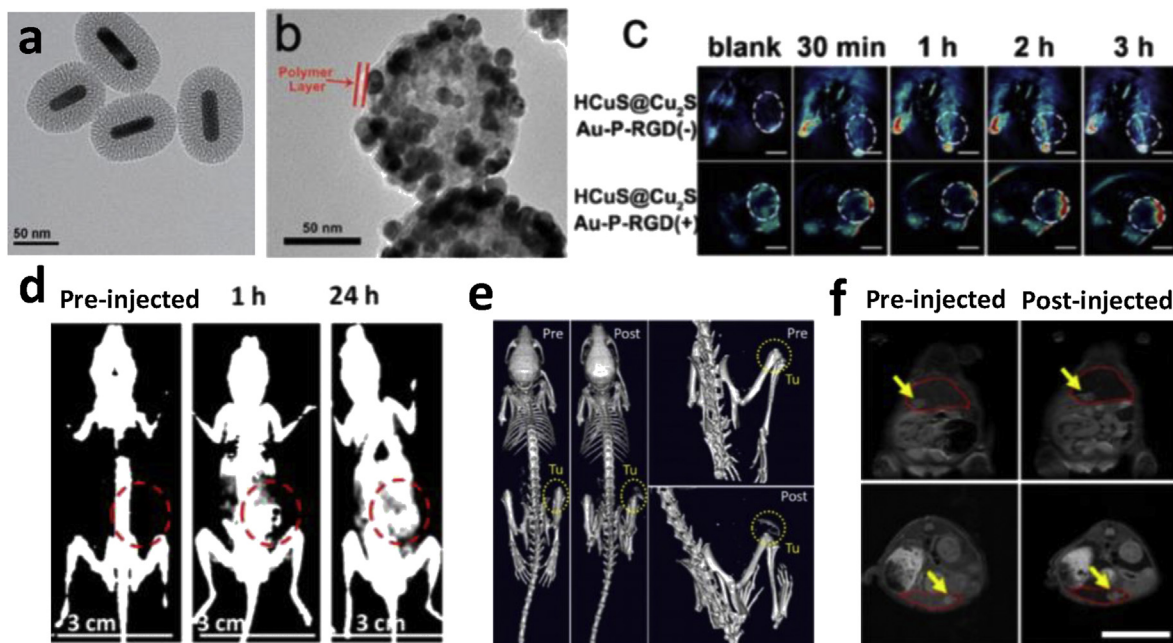 a
50 nm
b
Polymer
Layer
50 nm
c
blank 30 min 1 h 2 h 3 h
HCuS@Cu₂S
Au-P-RGD(-)
HCuS@Cu₂S
Au-P-RGD(+)
d
Pre-injected 1 h 24 h
3 cm 3 cm 3 cm
e
Pre Post Pre
Tu
Tu Tu
Post
Tu
f
Pre-injected Post-injected